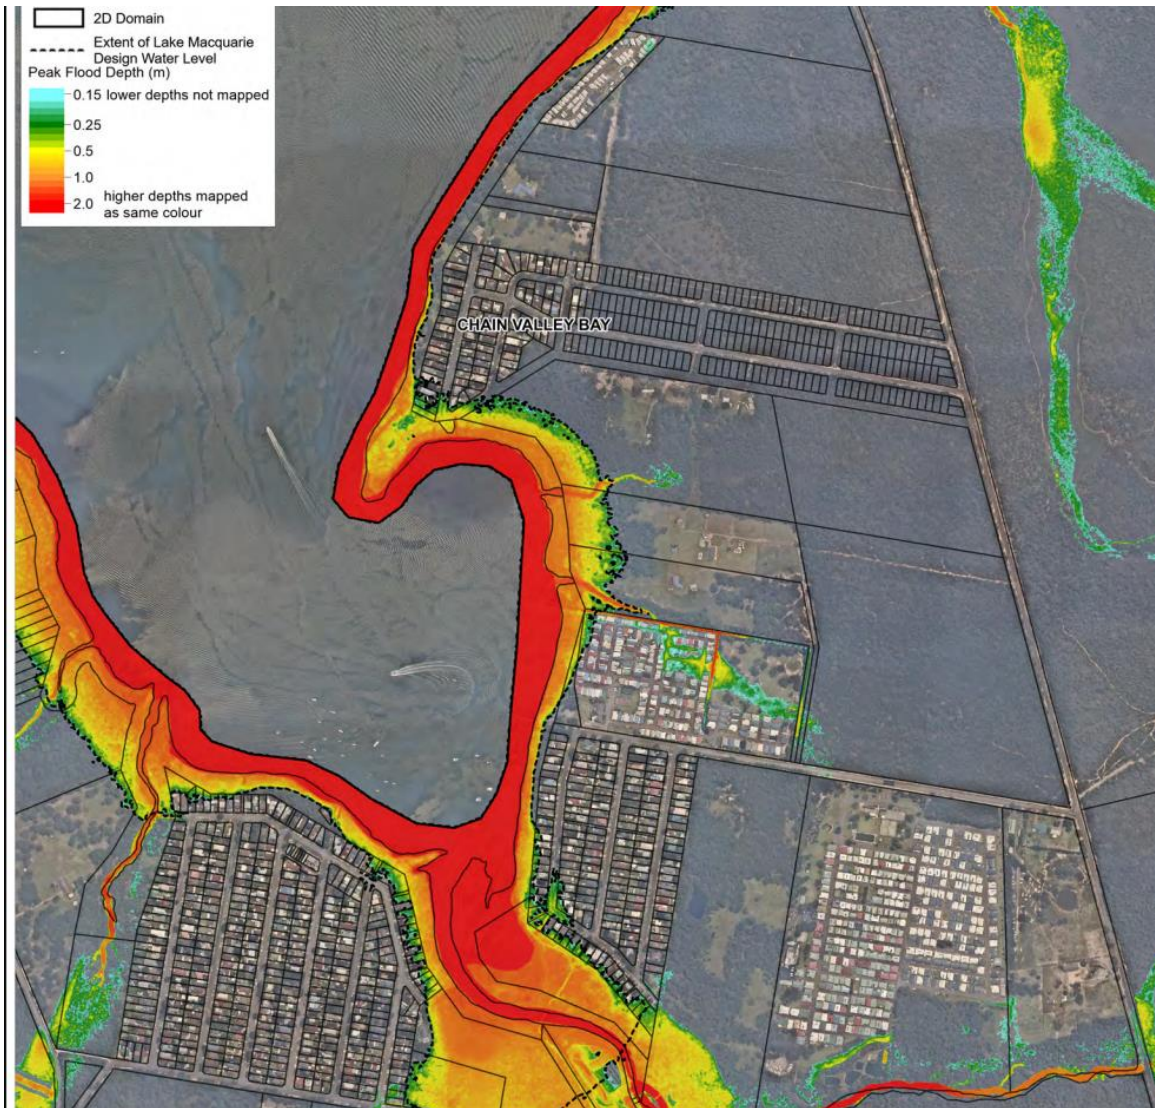 2D Domain
Extent of Lake Macquarie
Design Water Level
Peak Flood Depth (m)
0.15 lower depths not mapped
0.25
0.5
1.0
2.0
higher depths mapped
as same colour
CHAIN VALLEY BAY